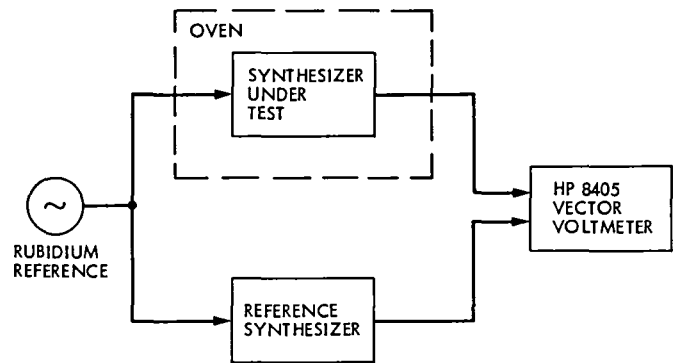 OVEN
SYNTHESIZER
UNDER
TEST
HP 8405
VECTOR
VOLTMETER
~
RUBIDIUM
REFERENCE
REFERENCE
SYNTHESIZER